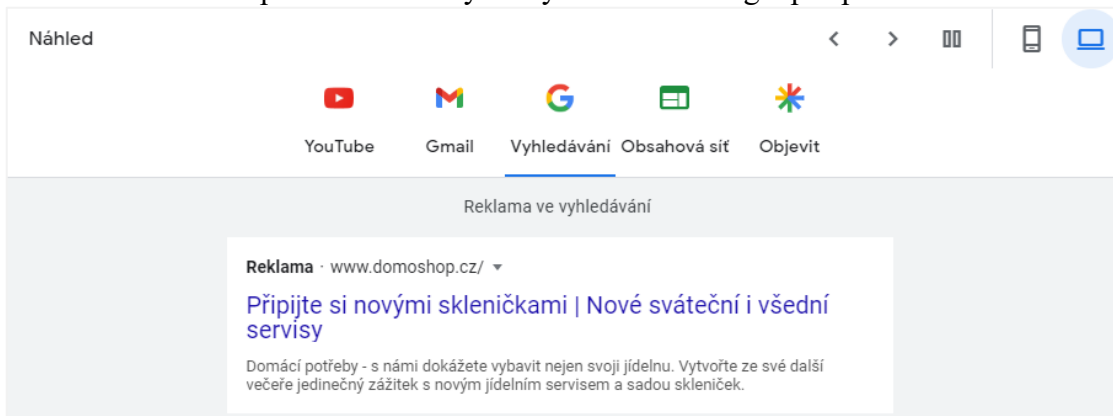 Náhled
YouTube Gmail Vyhledávání Obsahová síť Objevit
Reklama ve vyhledávání
Reklama · www.domoshop.cz/
Připijte si novými skleničkami | Nové sváteční i všední
servisy
Domácí potřeby - s námi dokážete vybavit nejen svoji jídelnu. Vytvořte ze své další
večeře jedinečný zážitek s novým jídelním servisem a sadou skleniček.